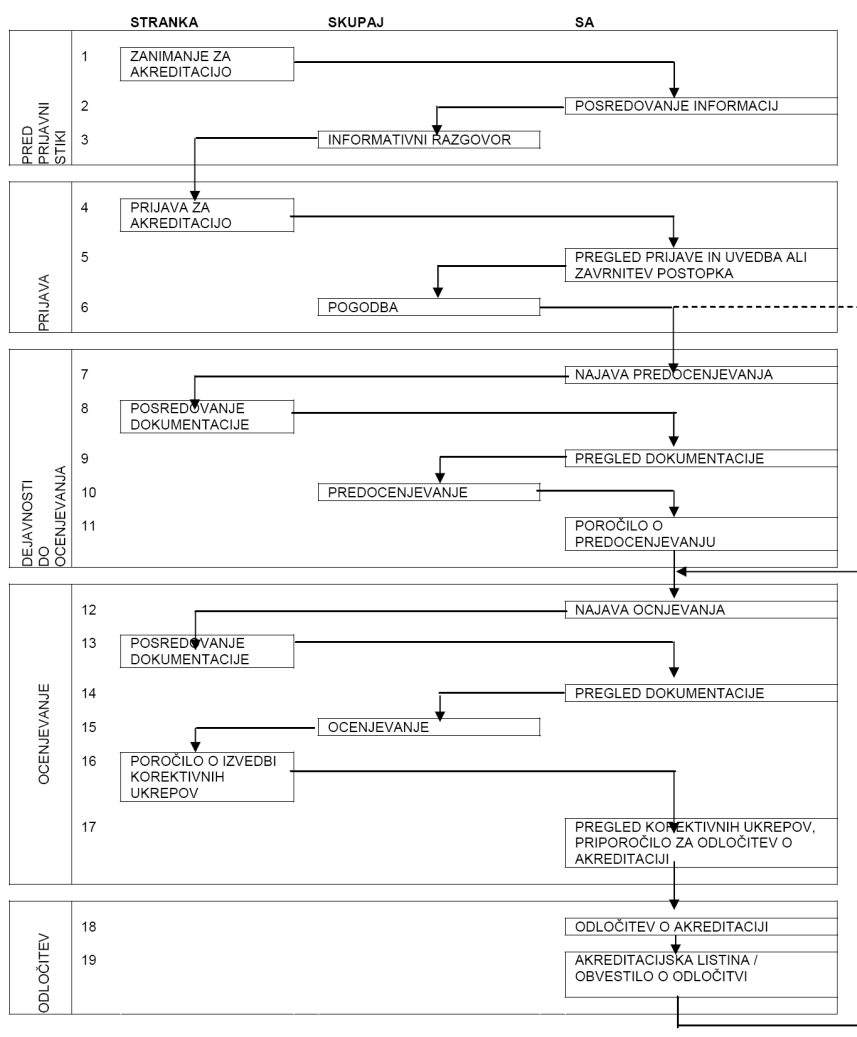 STRANKA SKUPAJ SA
PRED
PRIJAVNI
STIKI
1 ZANIMANJE ZA
AKREDITACIJO
2 POSREDOVANJE INFORMACIJ
3 INFORMATIVNI RAZGOVOR
PRIJAVA
4 PRIJAVA ZA
AKREDITACIJO
5 PREGLED PRIJAVE IN UVEDBA ALI
ZAVRNITEV POSTOPKA
6 POGODBA
DEJAVNOSTI
DO
OCENJEVANJA
7 NAJAVA PREDOCENJEVANJA
8 POSREDOVANJE
DOKUMENTACIJE
9 PREGLED DOKUMENTACIJE
10 PREDOCENJEVANJE
11 POROČILO O
PREDOCENJEVANJU
OCENJEVANJE
12 NAJAVA OCNJEVANJA
13 POSREDOVANJE
DOKUMENTACIJE
14 PREGLED DOKUMENTACIJE
15 OCENJEVANJE
16 POROČILO O IZVEDBI
KOREKTIVNIH
UKREPOV
17 PREGLED KOREKTIVNIH UKREPOV,
PRIPOROČILO ZA ODLOČITEV O
AKREDITACIJI
ODLOČITEV
18 ODLOČITEV O AKREDITACIJI
19 AKREDITACIJSKA LISTINA /
OBVESTILO O ODLOČITVI